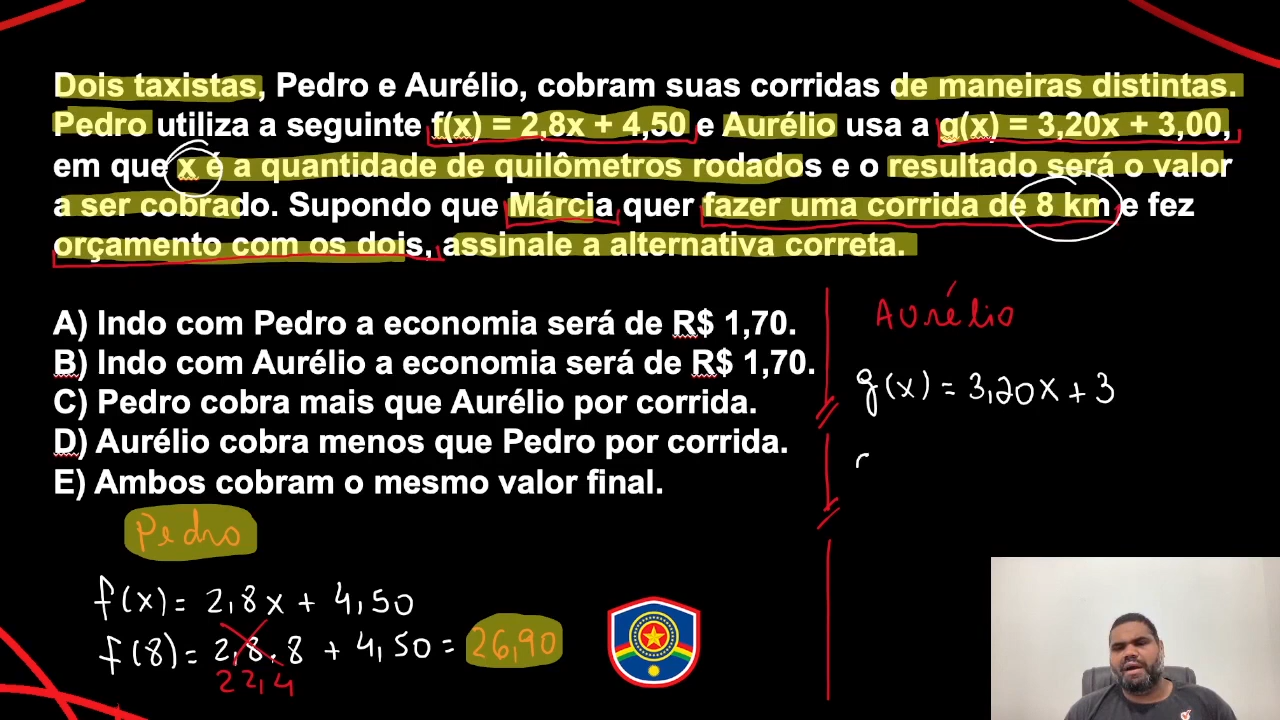 Dois taxistas, Pedro e Aurélio, cobram suas corridas de maneiras distintas.
Pedro utiliza a seguinte f(x) = 2,8x + 4,50 e Aurélio usa a g(x) = 3,20x + 3,00,
em que x é a quantidade de quilômetros rodados e o resultado será o valor
a ser cobrado. Supondo que Márcia quer fazer uma corrida de 8 km e fez
orçamento com os dois, assinale a alternativa correta.
A) Indo com Pedro a economia será de R$ 1,70.
B) Indo com Aurélio a economia será de R$ 1,70.
C) Pedro cobra mais que Aurélio por corrida.
D) Aurélio cobra menos que Pedro por corrida.
E) Ambos cobram o mesmo valor final.
Pedro
f(x) = 2,8x + 4,50
f(8) = 2,8.8 + 4,50 = 26,90
22,4
Aurélio
g(x) = 3,20x + 3